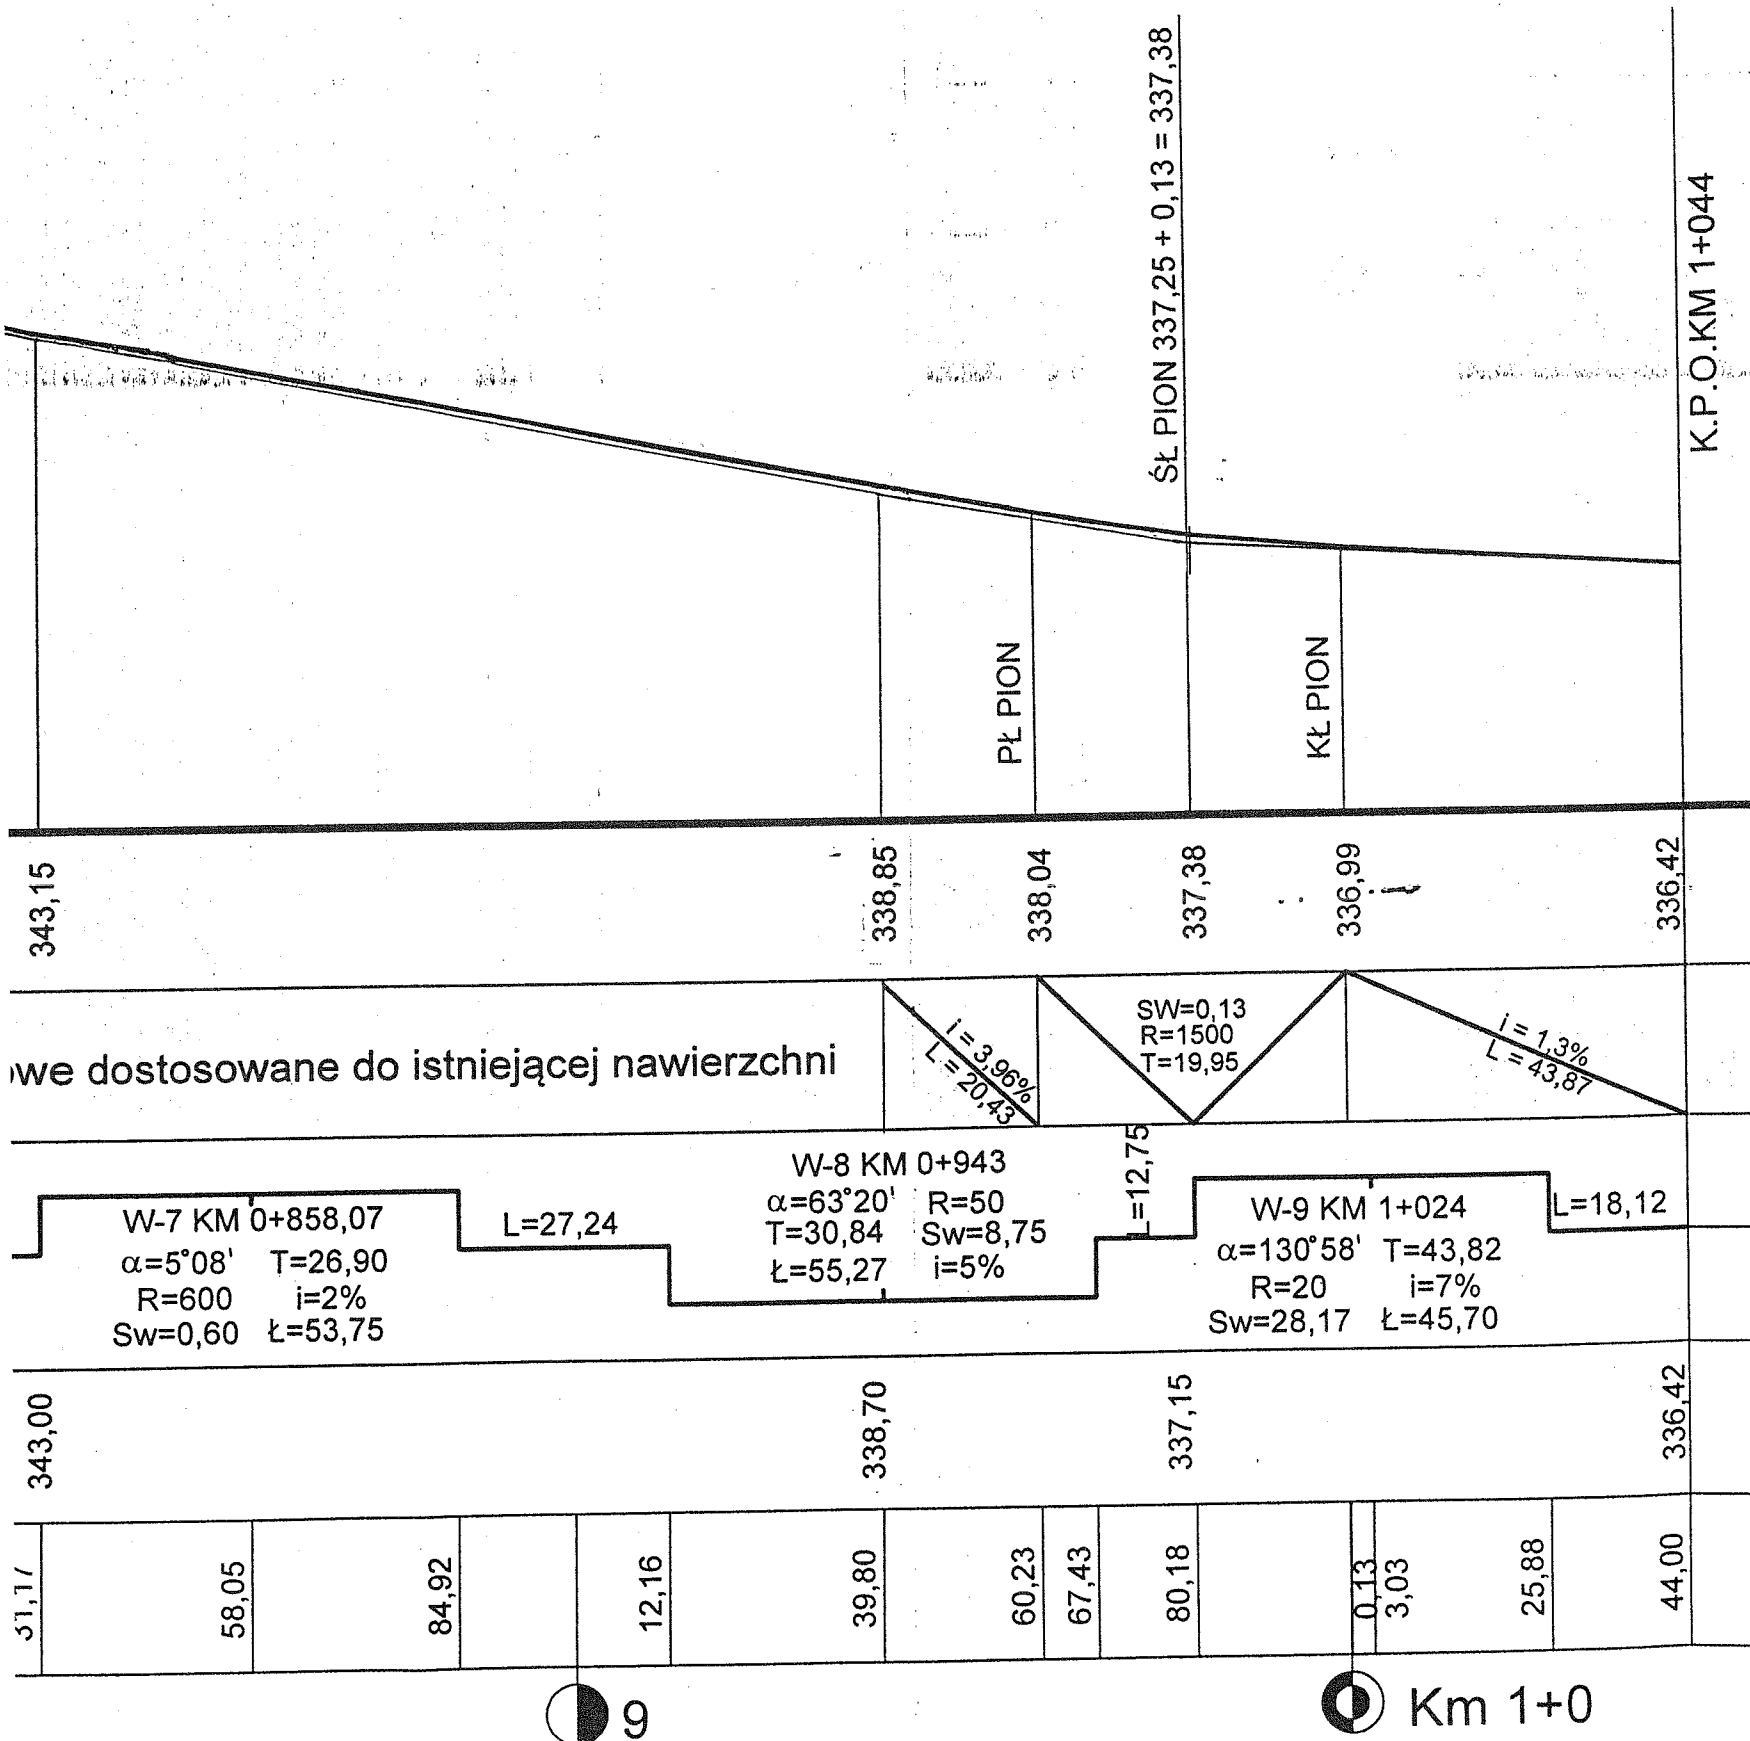 ŚŁ PION 337,25 + 0,13 = 337,38
K.P.O.KM 1+044
PŁ PION
KŁ PION
343,15
338,85
338,04
337,38
336,99
336,42
dostosowane do istniejącej nawierzchni
i = 3,96%
L = 20,43
SW=0,13
R=1500
T=19,95
i = 1,3%
L = 43,87
W-7 KM 0+858,07
α=5°08' T=26,90
R=600 i=2%
Sw=0,60 Ł=53,75
L=27,24
W-8 KM 0+943
α=63°20' R=50
T=30,84 Sw=8,75
Ł=55,27 i=5%
L=12,75
W-9 KM 1+024
α=130°58' T=43,82
R=20 i=7%
Sw=28,17 Ł=45,70
L=18,12
343,00
338,70
337,15
336,42
58,05
84,92
12,16
39,80
60,23
67,43
80,18
0,13
3,03
25,88
44,00
9
Km 1+0